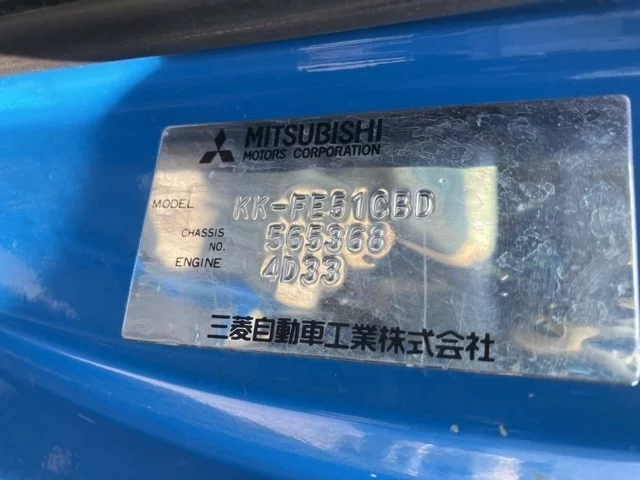 MITSUBISHI
MOTORS CORPORATION
MODEL KK-FE51CBD
CHASSIS NO. 565368
ENGINE 4D33
三菱自動車工業株式会社